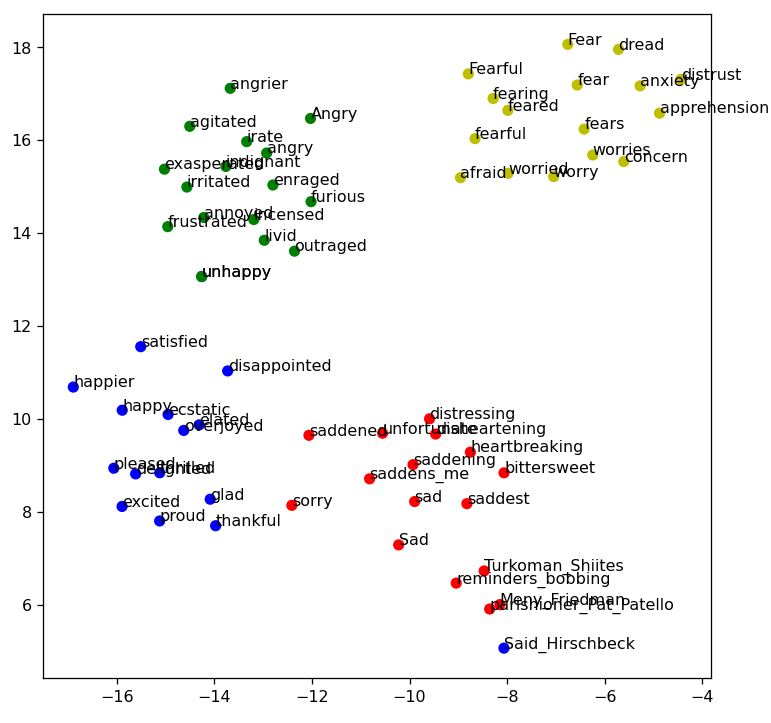 18
16
14
12
10
8
6
Fear
dread
Fearful
fear
anxiety
distrust
fearing
feared
apprehension
fears
fearful
worries
concern
afraid
worried
worry
angrier
Angry
agitated
irate
angry
exasperated
indignant
irritated
enraged
furious
annoyed
incensed
frustrated
livid
outraged
unhappy
satisfied
disappointed
happier
happy
ecstatic
elated
overjoyed
pleased
delighted
thrilled
excited
glad
proud
thankful
distressing
saddened
unfortunate
disheartening
heartbreaking
saddening
bittersweet
saddens_me
sad
saddest
sorry
Sad
Turkoman_Shiites
reminders_bobbing
Meny_Friedman
parishioner_Pat_Patello
Said_Hirschbeck
−16
−14
−12
−10
−8
−6
−4